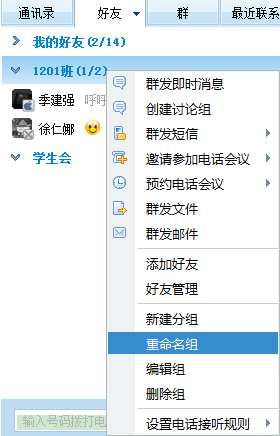 通讯录 好友 群 最近联系
我的好友(2/14)
1201班(1/2)
季建强 呼呼
徐仁娜
学生会
群发即时消息
创建讨论组
群发短信
邀请参加电话会议
预约电话会议
群发文件
群发邮件
添加好友
好友管理
新建分组
重命名组
编辑组
删除组
设置电话接听规则
输入号码拨打电